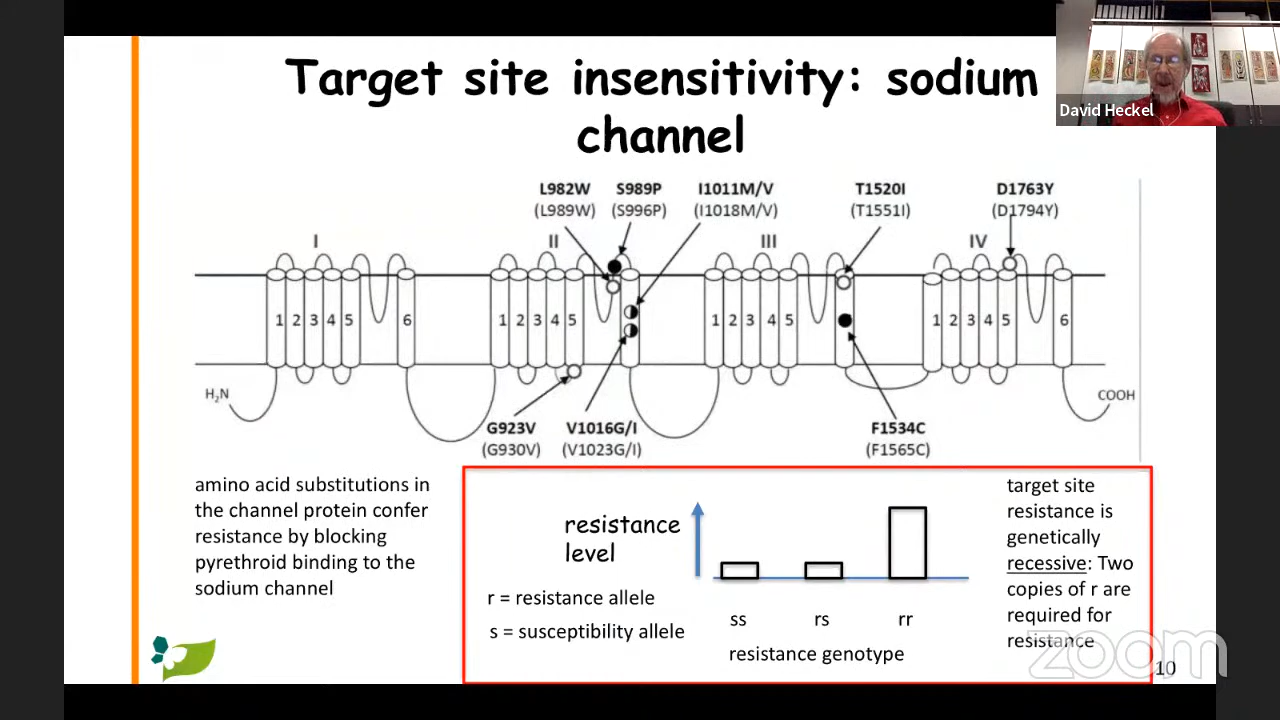 Target site insensitivity: sodium
channel
David Heckel
L982W S989P I1011M/V T1520I D1763Y
(L989W) (S996P) (I1018M/V) (T1551I) (D1794Y)
I II III IV
1 2 3 4 5 6 1 2 3 4 5 1 2 3 4 5 1 2 3 4 5 6
H₂N COOH
G923V V1016G/I F1534C
(G930V) (V1023G/I) (F1565C)
amino acid substitutions in
the channel protein confer
resistance by blocking
pyrethroid binding to the
sodium channel
resistance
level
r = resistance allele
s = susceptibility allele
ss rs rr
resistance genotype
target site
resistance is
genetically
recessive: Two
copies of r are
required for
resistance
zoom
10